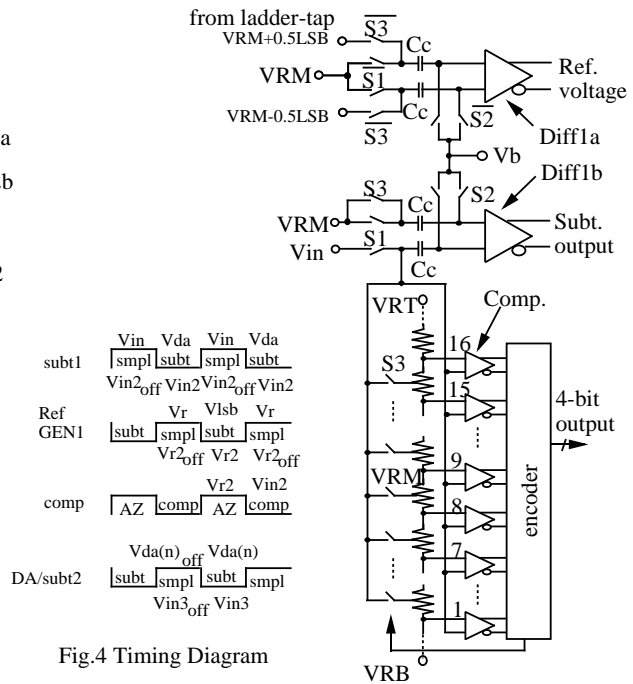 from ladder-tap
S3
VRM+0.5LSB
Cc
VRM
S1
Ref.
voltage
VRM-0.5LSB
Cc
S3
S2
Diff1a
a
Vb
Diff1b
ub
S3
Cc
S2
VRM
Subt.
output
S1
Vin
Cc
2
VRT
Comp.
Vin Vda Vin Vda
subt1
smpl subt smpl subt
Vin2off Vin2 Vin2off Vin2
16
S3
15
4-bit
output
Ref
GEN1
Vr Vlsb Vr
subt smpl subt smpl
Vr2off Vr2 Vr2off
9
VRM
encoder
Vr2 Vin2
comp
AZ comp AZ comp
8
7
Vda(n)off Vda(n)
DA/subt2
subt smpl subt smpl
Vin3off Vin3
1
Fig.4 Timing Diagram
VRB